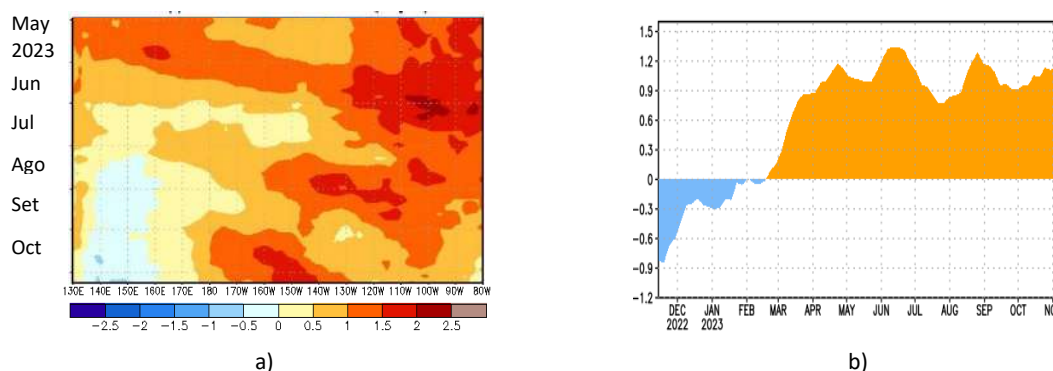 May
2023
Jun
Jul
Ago
Set
Oct
130E 140E 150E 160E 170E 180 170W 160W 150W 140W 130W 120W 110W 100W 90W 80W
-2.5 -2 -1.5 -1 -0.5 0 0.5 1 1.5 2 2.5
a)
1.5
1.2
0.9
0.6
0.3
0
-0.3
-0.6
-0.9
-1.2
DEC JAN FEB MAR APR MAY JUN JUL AUG SEP OCT NO
2022 2023
b)